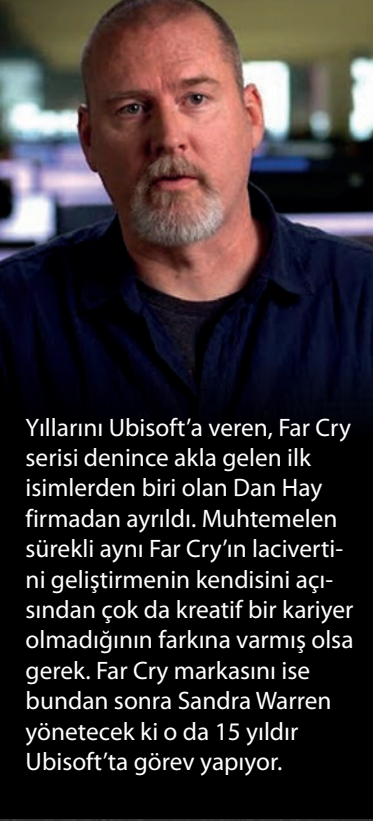 Yıllarını Ubisoft’a veren, Far Cry
serisi denince akla gelen ilk
isimlerden biri olan Dan Hay
firmadan ayrıldı. Muhtemelen
sürekli aynı Far Cry’ın laciverti-
ni geliştirmenin kendisini açı-
sından çok da kreatif bir kariyer
olmadığının farkına varmış olsa
gerek. Far Cry markasını ise
bundan sonra Sandra Warren
yönetecek ki o da 15 yıldır
Ubisoft’ta görev yapıyor.